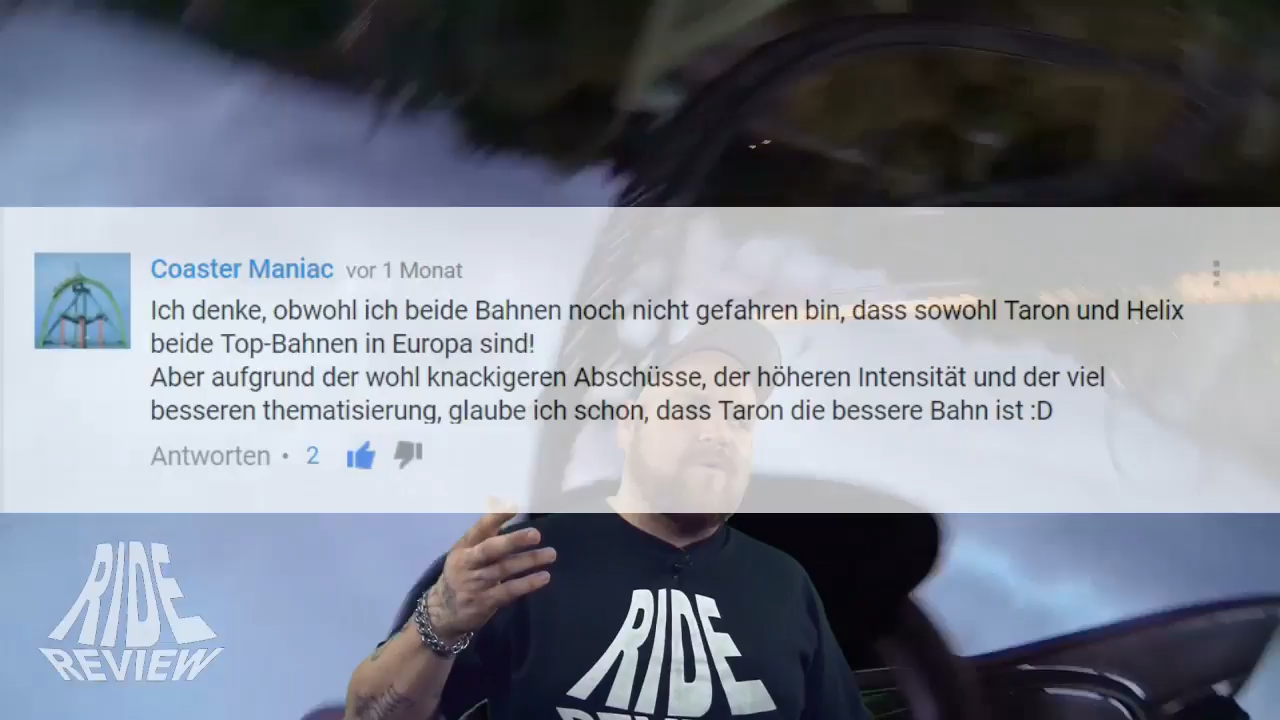 Coaster Maniac vor 1 Monat
Ich denke, obwohl ich beide Bahnen noch nicht gefahren bin, dass sowohl Taron und Helix
beide Top-Bahnen in Europa sind!
Aber aufgrund der wohl knackigeren Abschüsse, der höheren Intensität und der viel
besseren thematisierung, glaube ich schon, dass Taron die bessere Bahn ist :D
Antworten • 2
RIDE
REVIEW
RIDE
REVIEW